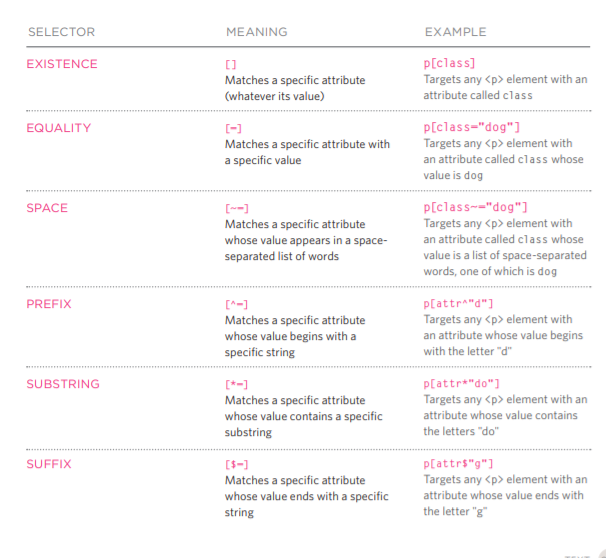 SELECTOR MEANING EXAMPLE
EXISTENCE [] p[class]
Matches a specific attribute Targets any <p> element with an
(whatever its value) attribute called class
EQUALITY [=] p[class="dog"]
Matches a specific attribute with Targets any <p> element with
a specific value an attribute called class whose
value is dog
SPACE [~=] p[class~="dog"]
Matches a specific attribute Targets any <p> element with
whose value appears in a space- an attribute called class whose
separated list of words value is a list of space-separated
words, one of which is dog
PREFIX [^=] p[attr^"d"]
Matches a specific attribute Targets any <p> element with
whose value begins with a an attribute whose value begins
specific string with the letter "d"
SUBSTRING [*=] p[attr*"do"]
Matches a specific attribute Targets any <p> element with an
whose value contains a specific attribute whose value contains
substring the letters "do"
SUFFIX [$=] p[attr$"g"]
Matches a specific attribute Targets any <p> element with an
whose value ends with a specific attribute whose value ends with
string the letter "g"